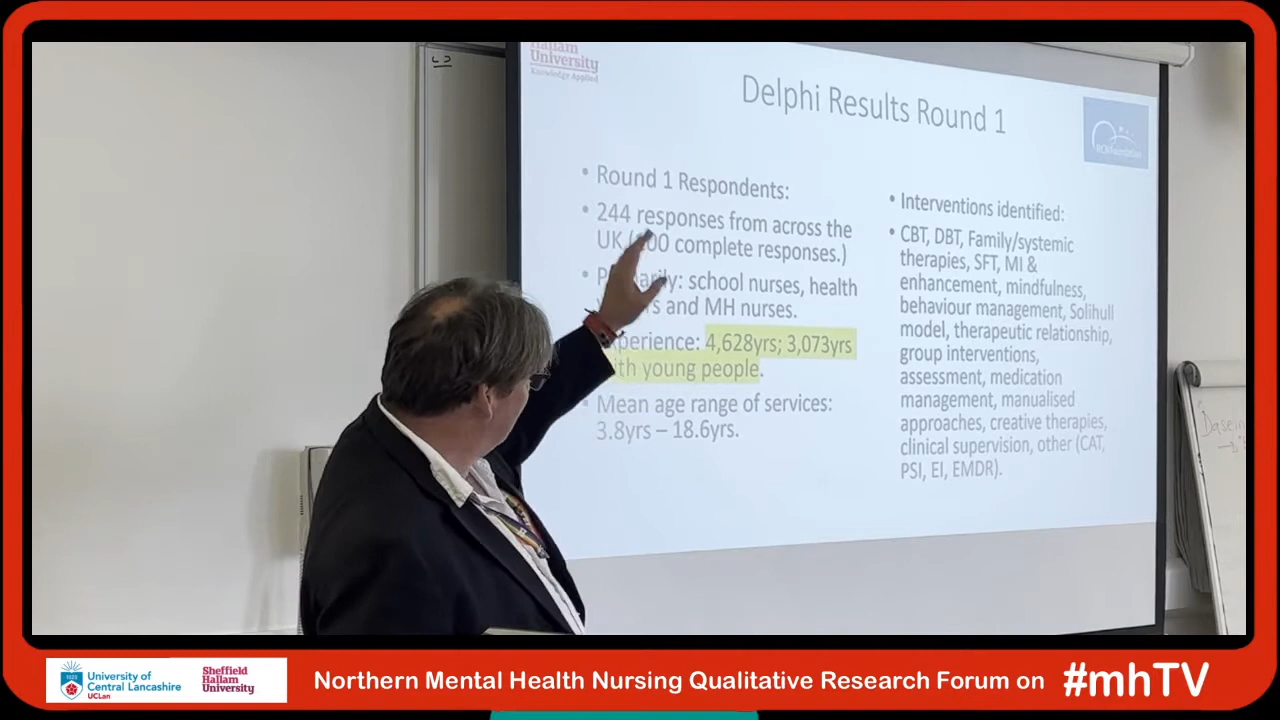 Hallam
University
Knowledge Applied
Delphi Results Round 1
RCNFoundation
• Round 1 Respondents:
• 244 responses from across the
UK (100 complete responses.)
• school nurses, health
and MH nurses.
4,628yrs; 3,073yrs
young people.
• Mean age range of services:
3.8yrs – 18.6yrs.
• Interventions identified:
• CBT, DBT, Family/systemic
therapies, SFT, MI &
enhancement, mindfulness,
behaviour management, Solihull
model, therapeutic relationship,
group interventions,
assessment, medication
management, manualised
approaches, creative therapies,
clinical supervision, other (CAT,
PSI, EI, EMDR).
Dasein
University of
Central Lancashire
UCLan
Sheffield
Hallam
University
Northern Mental Health Nursing Qualitative Research Forum on #mhTV